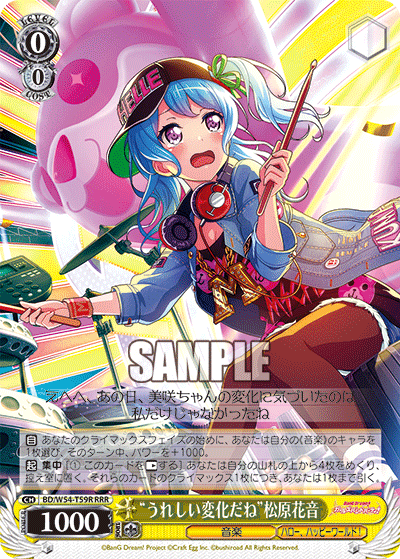 LEVEL
0
0
COST
HELLE
SAMPLE
“えへへ、あの日、美咲ちゃんの変化に気づいたのは
私だけじゃなかったね
自 あなたのクライマックスフェイズの始めに、あなたは自分の《音楽》のキャラを
1枚選び、そのターン中、パワーを+1000。
起 集中 [① このカードを する] あなたは自分の山札の上から4枚をめくり、
控え室に置く。それらのカードのクライマックス1枚につき、あなたは1枚まで引く。
CH BD/W54-T59R RRR
“うれしい変化だね”松原花音
BanG Dream!
1000
SOUL
音楽
ハロー、ハッピーワールド!
©BanG Dream! Project ©Craft Egg Inc. ©bushiroad All Rights Reserved.